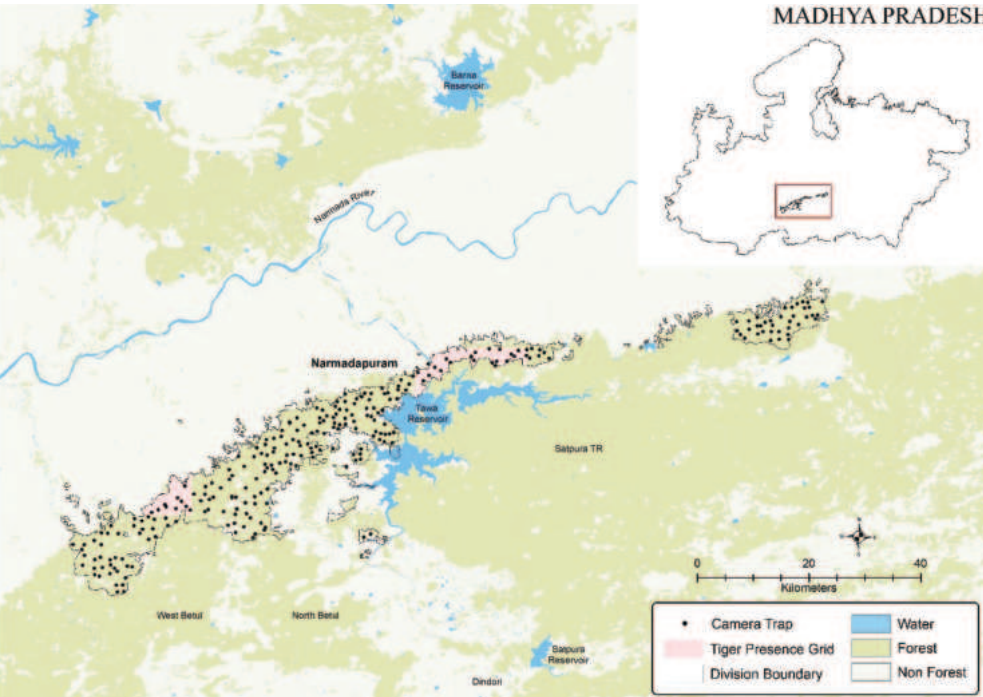 MADHYA PRADESH
Barna
Reservoir
Narmada River
Narmadapuram
Tawa
Reservoir
Satpura TR
0 20 40
Kilometers
West Betul
North Betul
Satpura
Reservoir
Dindori
Camera Trap
Tiger Presence Grid
Division Boundary
Water
Forest
Non Forest